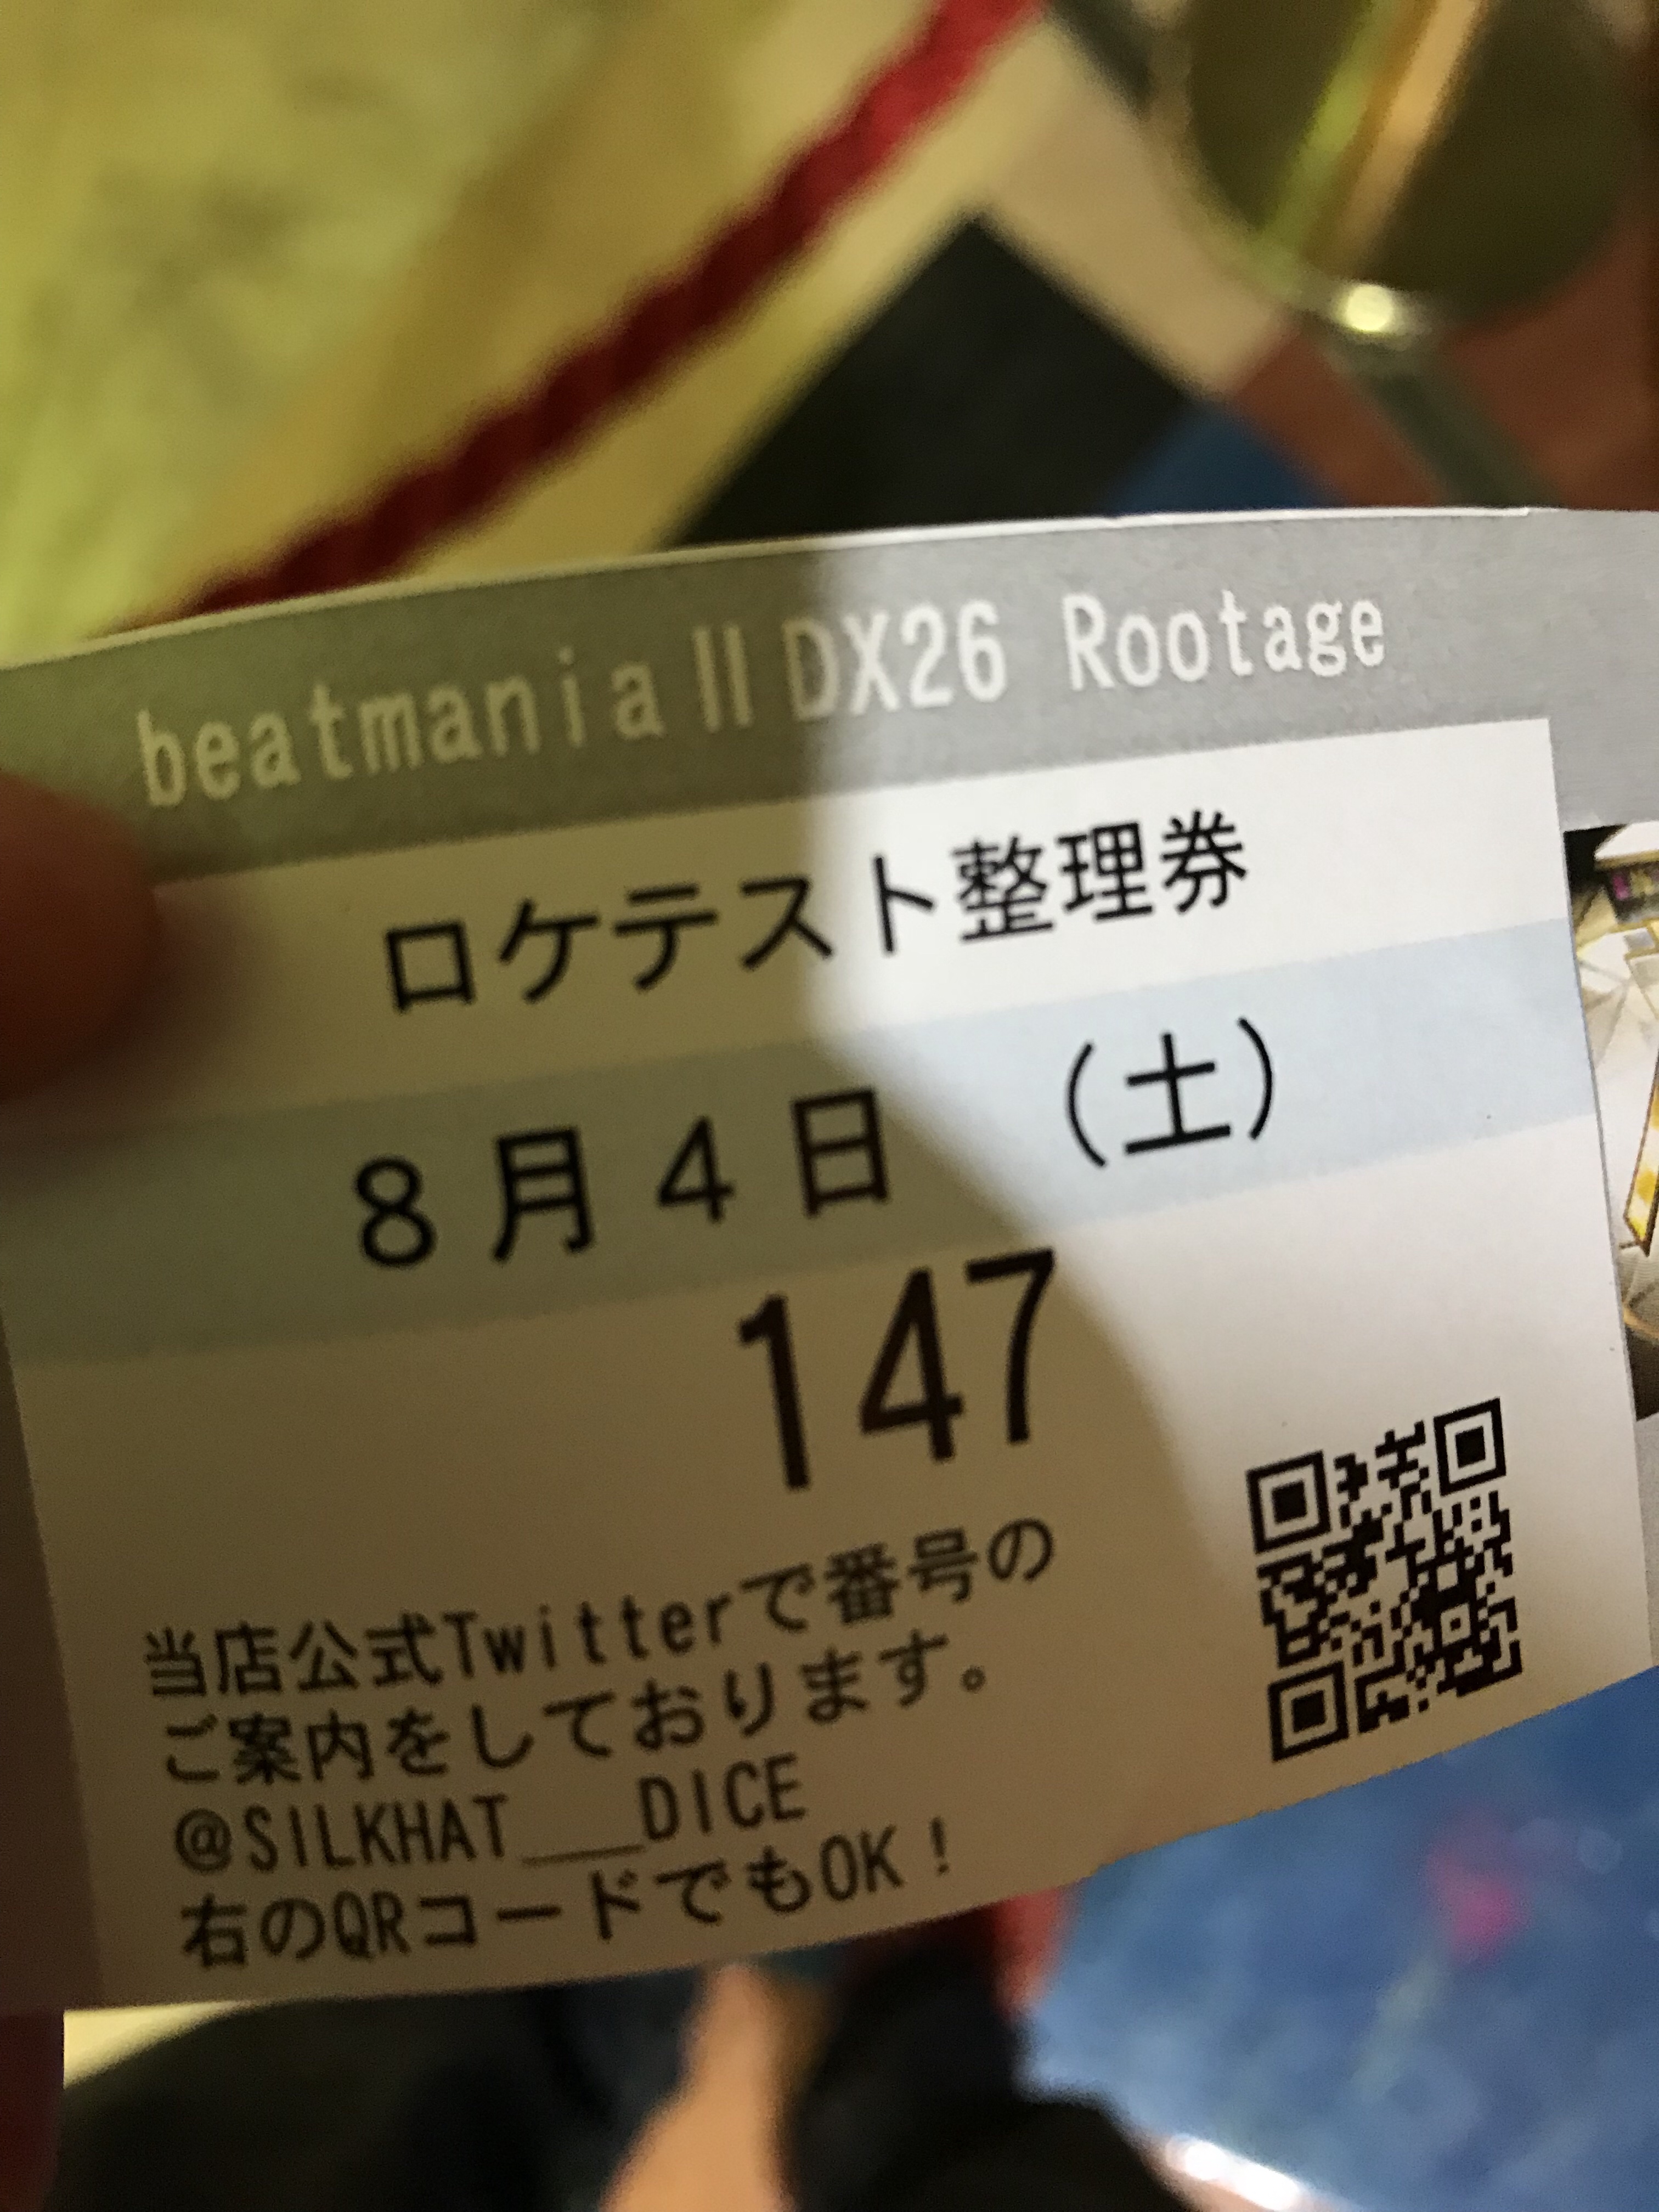 beatmania II DX26 Rootage
ロケテスト整理券
8月4日 (土)
147
当店公式Twitterで番号の
ご案内をしております。
@SILKHAT___DICE
右のQRコードでもOK!